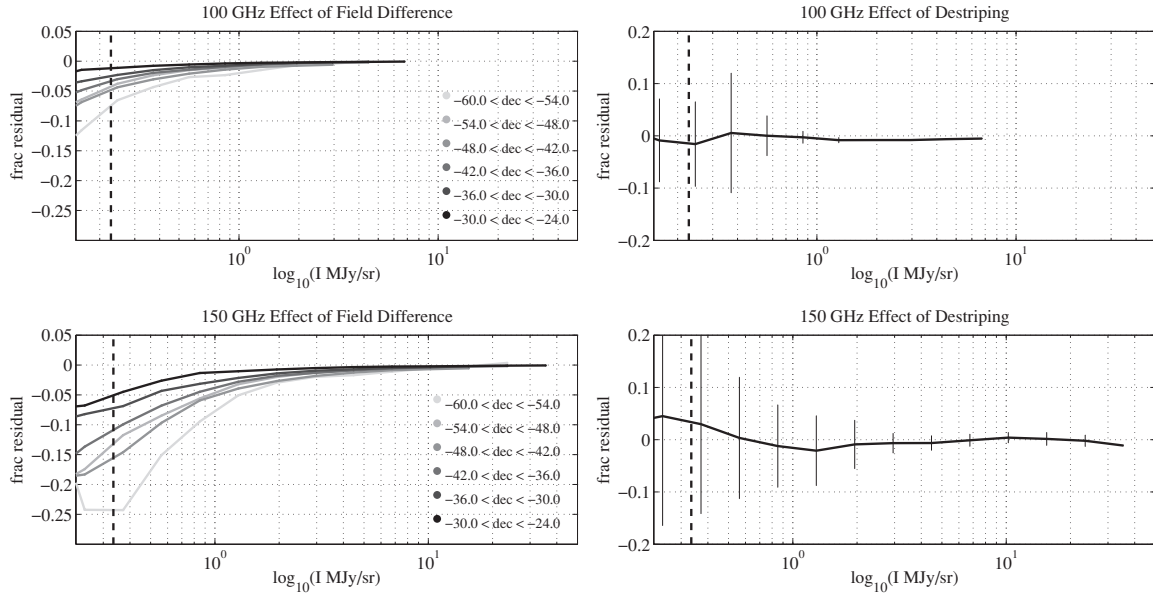 100 GHz Effect of Field Difference
0.05
0
−0.05
−0.1
−0.15
−0.2
−0.25
frac residual
−60.0 < dec < −54.0
−54.0 < dec < −48.0
−48.0 < dec < −42.0
−42.0 < dec < −36.0
−36.0 < dec < −30.0
−30.0 < dec < −24.0
10^0 10^1
log_10(I MJy/sr)
100 GHz Effect of Destriping
0.2
0.1
0
−0.1
−0.2
frac residual
10^0 10^1
log_10(I MJy/sr)
150 GHz Effect of Field Difference
0.05
0
−0.05
−0.1
−0.15
−0.2
−0.25
frac residual
−60.0 < dec < −54.0
−54.0 < dec < −48.0
−48.0 < dec < −42.0
−42.0 < dec < −36.0
−36.0 < dec < −30.0
−30.0 < dec < −24.0
10^0 10^1
log_10(I MJy/sr)
150 GHz Effect of Destriping
0.2
0.1
0
−0.1
−0.2
frac residual
10^0 10^1
log_10(I MJy/sr)